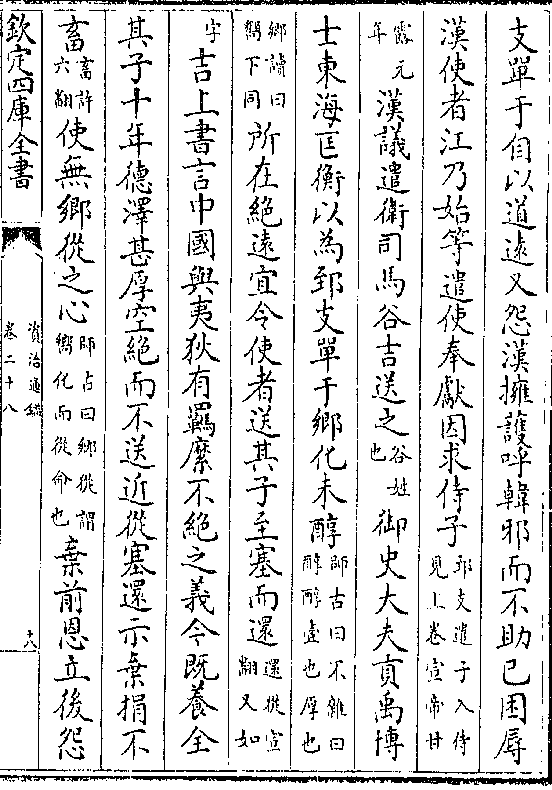 支單于自以道遠又怨漢擁護呼韓邪而不助己困辱
漢使者江乃始等遣使奉獻因求侍子郅支遣子入侍見上卷宣帝甘
露元年漢議遣衛司馬谷吉送之谷姓也御史大夫貢禹博
士東海匡衡以為郅支單于鄉化未醇師古曰不雜曰醇醇壹也厚也
鄉讀曰嚮下同所在絶遠宜令使者送其子至塞而還還從宣翻又如
字吉上書言中國與夷狄有羈縻不絶之義今既養全
其子十年德澤甚厚空絶而不送近從塞還示棄捐不
畜畜許六翻使無鄉從之心師古曰鄉從謂嚮化而從命也棄前恩立後怨
欽定四庫全書
資治通鑑
卷二十八
十八